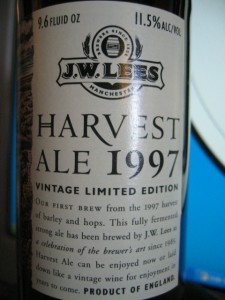 9.6 FLUID OZ
11.5% ALC/VOL
J.W. LEES
MANCHESTER
HARVEST
ALE 1997
VINTAGE LIMITED EDITION
OUR FIRST BREW from the 1997 harvest
of barley and hops. This fully fermented,
strong ale has been brewed by J.W. Lees as
a celebration of the brewer's art since 1986.
Harvest Ale can be enjoyed now or laid
down like a vintage wine for enjoyment in
years to come. PRODUCT OF ENGLAND.